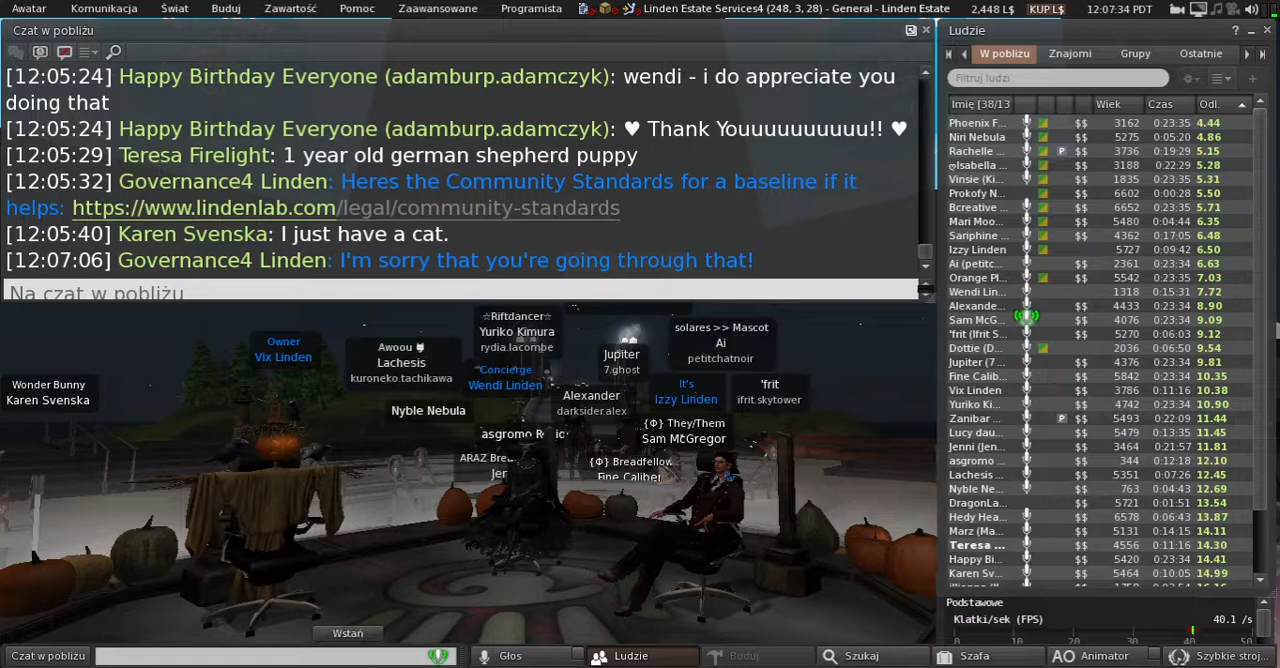 Awatar Komunikacja Świat Buduj Zawartość Pomoc Zaawansowane Programista Linden Estate Services4 (248, 3, 28) - General - Linden Estate 2,448 L$ KUP L$ 12:07:34 PDT
Czat w pobliżu
[12:05:24] Happy Birthday Everyone (adamburp.adamczyk): wendi - i do appreciate you
doing that
[12:05:24] Happy Birthday Everyone (adamburp.adamczyk): ♥ Thank Youuuuuuuuuu!! ♥
[12:05:29] Teresa Firelight: 1 year old german shepherd puppy
[12:05:32] Governance4 Linden: Heres the Community Standards for a baseline if it
helps: https://www.lindenlab.com/legal/community-standards
[12:05:40] Karen Svenska: I just have a cat.
[12:07:06] Governance4 Linden: I'm sorry that you're going through that!
Na czat w pobliżu
Wonder Bunny
Karen Svenska
Owner
Vix Linden
Awoou
Lachesis
kuroneko.tachikawa
Nyble Nebula
☆Riftdancer☆
Yuriko Kimura
rydia.lacombe
Concierge
Wendi Linden
Jupiter
7.ghost
Alexander
darksider.alex
solares >> Mascot
Ai
petitchatnoir
It's
Izzy Linden
'frit
ifrit.skytower
{Φ} They/Them
Sam McGregor
asgromo
ARAZ Bre
Jer
{Φ} Breadfellow
Fine Caliber
Wstań
Ludzie
W pobliżu Znajomi Grupy Ostatnie
Filtruj ludzi
Imię [38/13 Wiek Czas Odl.
Phoenix F... $$ 3162 0:23:35 4.44
Niri Nebula $$ 5275 0:05:20 4.86
Rachelle ... P $$ 3736 0:19:29 5.15
ღIsabella ... $$ 3188 0:22:29 5.28
Vinsie (Ki... $$ 1835 0:23:35 5.31
Prokofy N... 6602 0:00:28 5.50
Bcreative ... $$ 6652 0:23:35 5.71
Mari Moo... $$ 5480 0:04:44 6.35
Sariphine ... $$ 4362 0:17:05 6.48
Izzy Linden 5727 0:09:42 6.50
Ai (petitc... $$ 2361 0:23:34 6.63
Orange Pl... $$ 5542 0:23:35 7.03
Wendi Lin... 1318 0:15:31 7.72
Alexande... $$ 4433 0:23:34 8.90
Sam McG... $$ 4076 0:23:34 9.09
'frit (Ifrit S... $$ 5270 0:06:03 9.12
Dottie (D... $$ 2036 0:06:50 9.54
Jupiter (7 ... $$ 4376 0:23:34 9.81
Fine Calib... $$ 5842 0:23:34 10.35
Vix Linden $$ 3786 0:11:16 10.38
Yuriko Ki... $$ 4742 0:23:34 10.90
Zanibar ... P $$ 5493 0:22:09 11.44
Lucy dau... $$ 5479 0:23:13 11.45
Jenni (Jen... $$ 3464 0:21:57 11.81
asgromo ... $$ 344 0:12:18 12.10
Lachesis ... $$ 5351 0:07:26 12.45
Nyble Ne... $$ 763 0:04:43 12.69
DragonLa... $$ 5721 0:01:51 13.54
Hedy Hea... $$ 6578 0:06:43 13.87
Marz (Ma... $$ 5131 0:14:15 14.11
Teresa ... $$ 4556 0:11:16 14.30
Happy Bi... $$ 5420 0:23:34 14.41
Karen Sv... $$ 5464 0:10:05 14.99
Podstawowe
Klatki/sek (FPS) 40.1 /s
0 10 20 30 40 50
Czat w pobliżu Głos Ludzie Buduj Szukaj Szafa AO Animator Szybkie stroj...